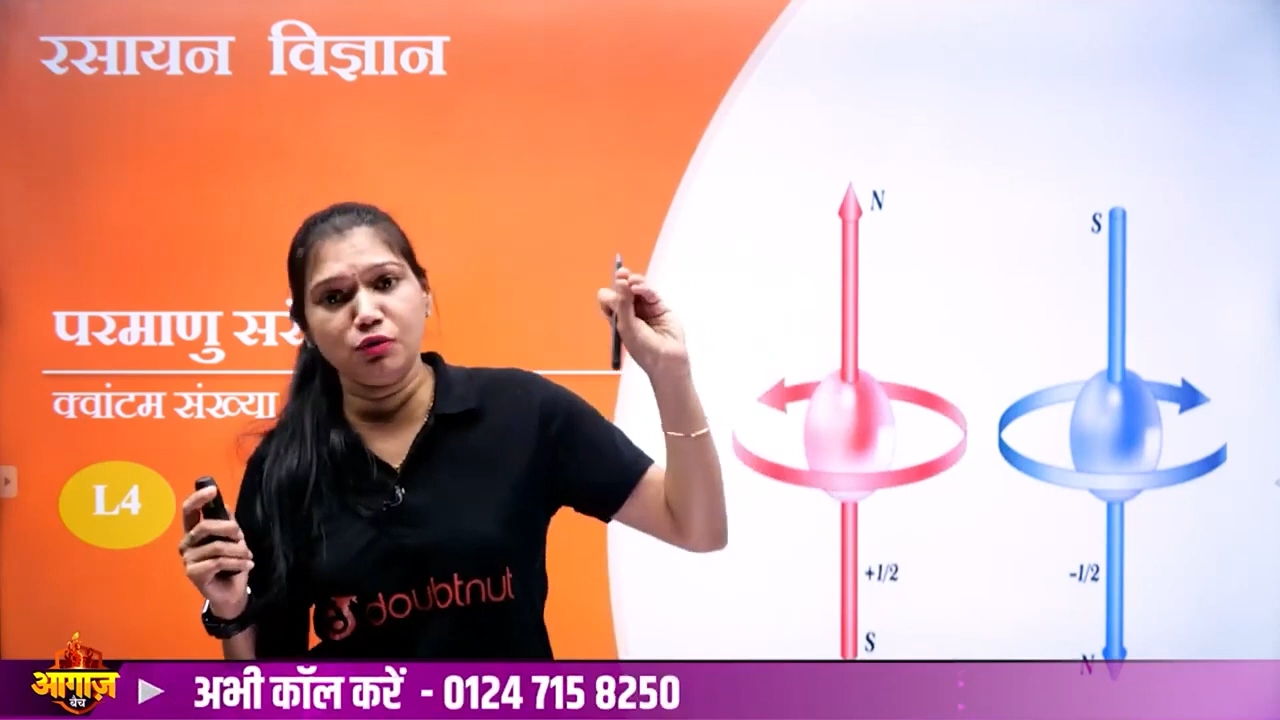 रसायन विज्ञान
N
S
परमाणु
क्वांटम संख्या
L4
doubtnut
+1/2
-1/2
S
N
आगाज़
बैच
अभी कॉल करें - 0124 715 8250